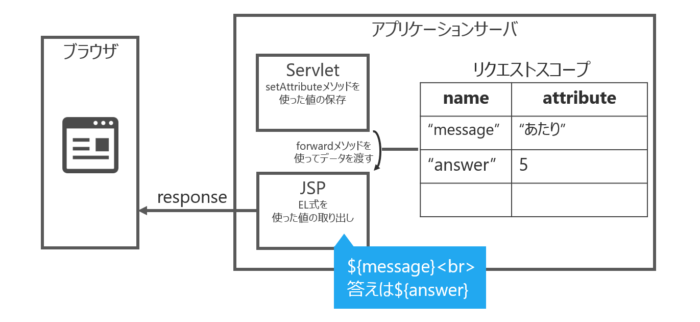 アプリケーションサーバ
ブラウザ
Servlet
setAttributeメソッドを
使った値の保存
リクエストスコープ
name attribute
“message” “あたり“
“answer” 5
forwardメソッドを
使ってデータを渡す
JSP
EL式を
使った値の取り出し
response
${message}<br>
答えは${answer}